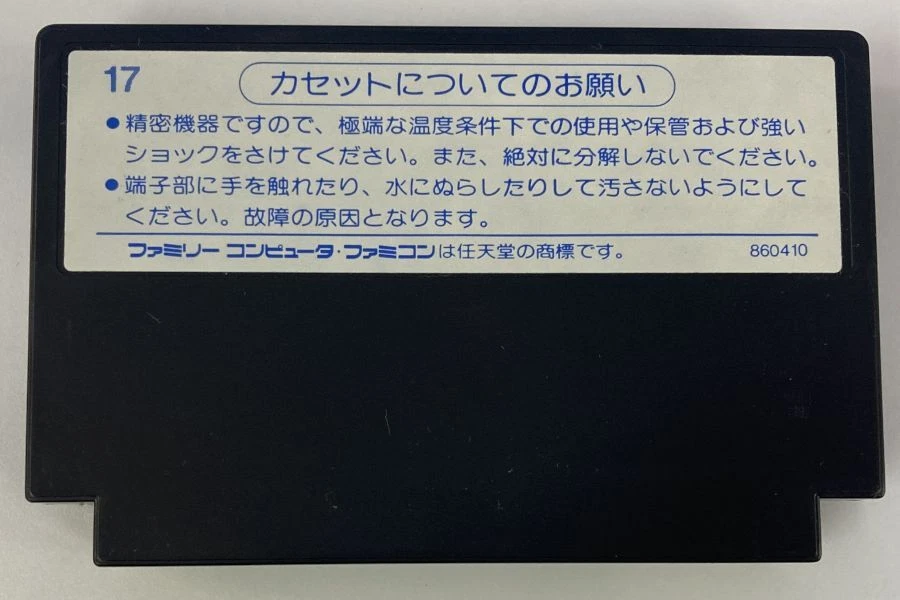 17
カセットについてのお願い
●精密機器ですので、極端な温度条件下での使用や保管および強い
ショックをさけてください。また、絶対に分解しないでください。
●端子部に手を触れたり、水にぬらしたりして汚さないようにして
ください。故障の原因となります。
ファミリーコンピュータ・ファミコンは任天堂の商標です。 860410